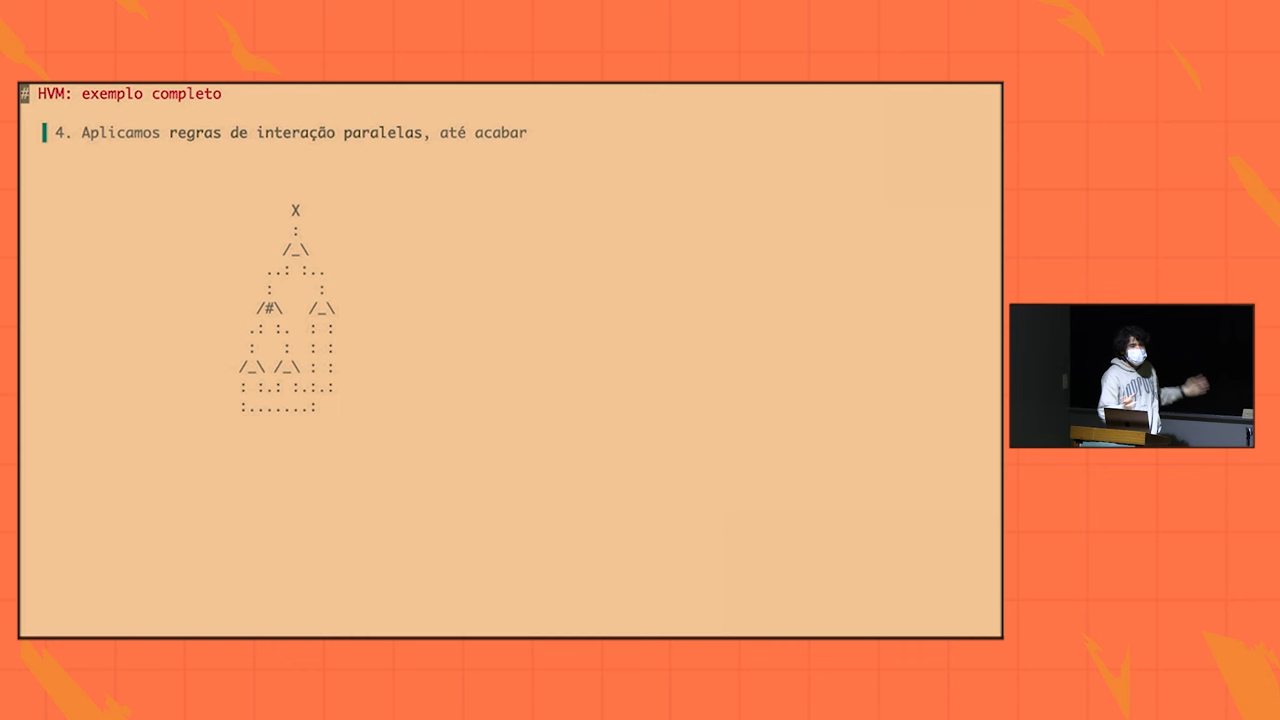 # HVM: exemplo completo
4. Aplicamos regras de interação paralelas, até acabar
X
:
/_\
..: :..
:      :
/#\   /_\
.: :.  : :
:   :  : :
/_\ /_\ : :
: :.: :.:.:
:.......: